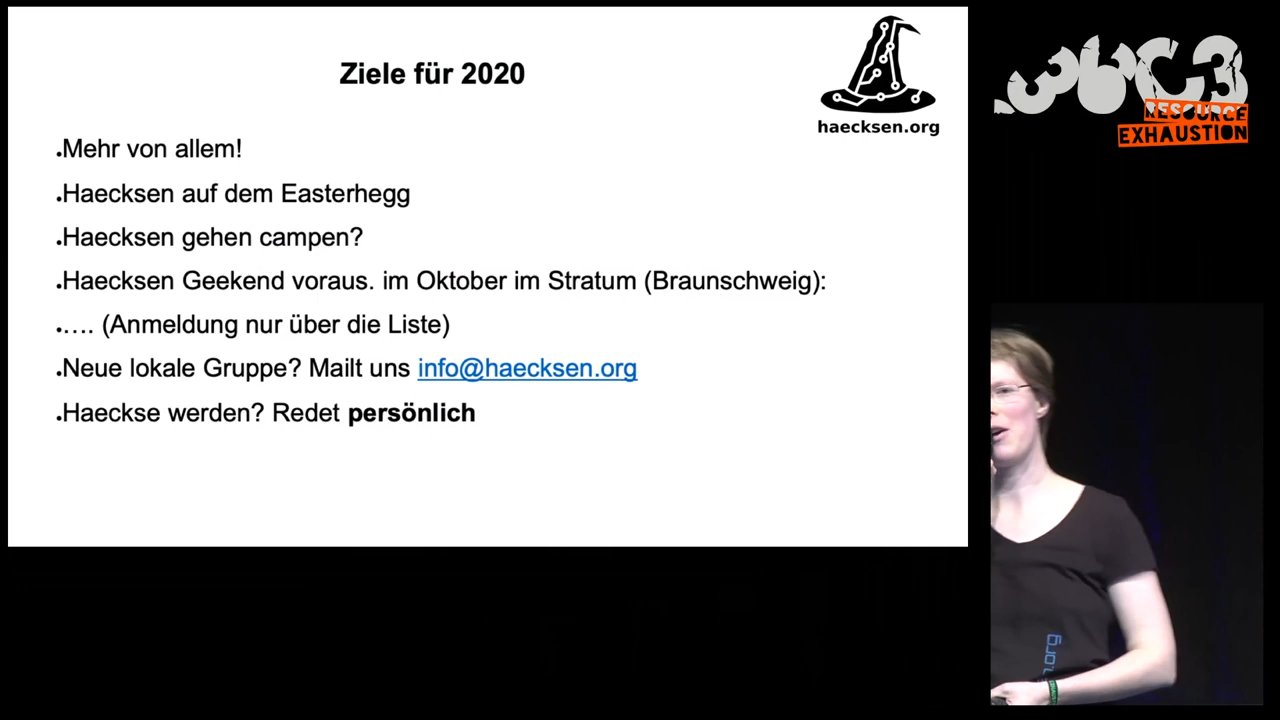 Ziele für 2020
haecksen.org
.Mehr von allem!
.Haecksen auf dem Easterhegg
.Haecksen gehen campen?
.Haecksen Geekend voraus. im Oktober im Stratum (Braunschweig):
.…. (Anmeldung nur über die Liste)
.Neue lokale Gruppe? Mailt uns info@haecksen.org
.Haeckse werden? Redet persönlich
36C3
RESOURCE
EXHAUSTION
n.org